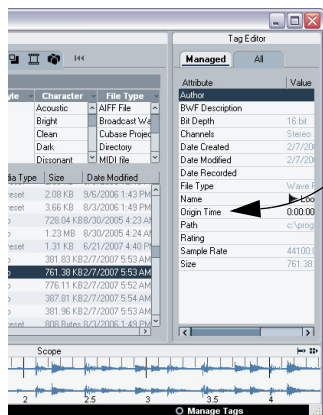 Tag Editor
Managed All
Attribute Value
Author
BWF Description
Bit Depth 16 bit
Channels Stereo
Date Created 2/7/20
Date Modified 2/7/20
Date Recorded
File Type Wave F
Name Loo
Origin Time 0:00:00
Path c:\prog
Rating
Sample Rate 44100.
Size 761.38
yle Character File Type
Acoustic AIFF File
Bright Broadcast Wa
Clean Cubase Projec
Dark Directory
Dissonant MIDI file
dia Type Size Date Modified
reset 2.08 KB 9/6/2006 1:43 PM
reset 3.66 KB 8/3/2006 1:49 PM
728.04 KB 8/30/2005 4:23 AM
1.23 MB 8/30/2005 4:24 AM
reset 1.31 KB 6/21/2007 4:40 PM
381.83 KB 2/7/2007 5:53 AM
761.38 KB 2/7/2007 5:53 AM
776.11 KB 2/7/2007 5:52 AM
387.81 KB 2/7/2007 5:54 AM
381.96 KB 2/7/2007 5:53 AM
reset 808 Bytes 8/3/2006 1:49 PM
Scope
2 2.5 3 3.5 4
Manage Tags